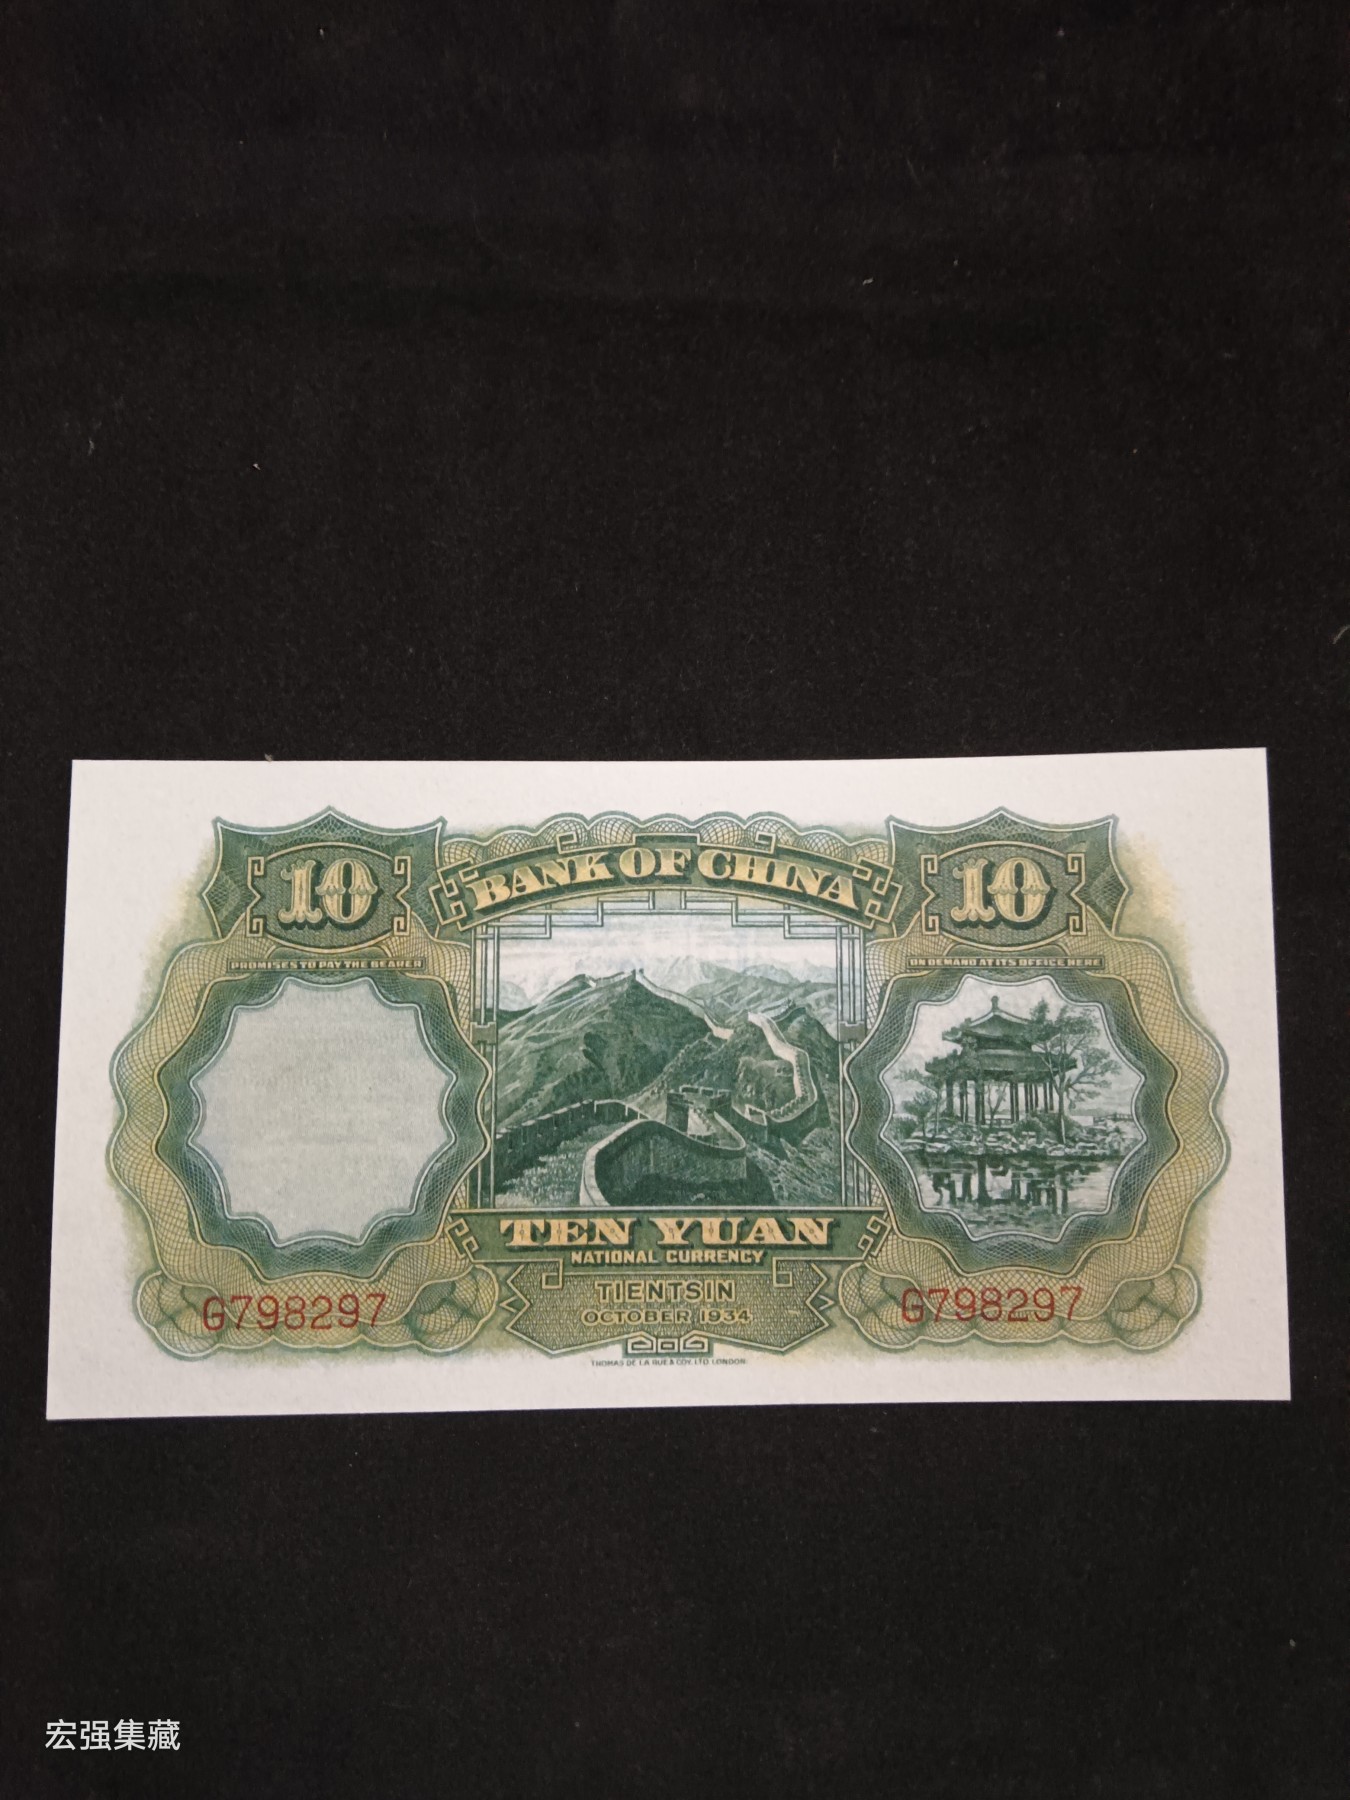 BANK OF CHINA
10
10
PROMISES TO PAY THE BEARER
ON DEMAND AT ITS OFFICE HERE
TEN YUAN
NATIONAL CURRENCY
TIENTSIN
OCTOBER 1934
G798297
G798297
THOMAS DE LA RUE & COY. LTD. LONDON.
宏强集藏